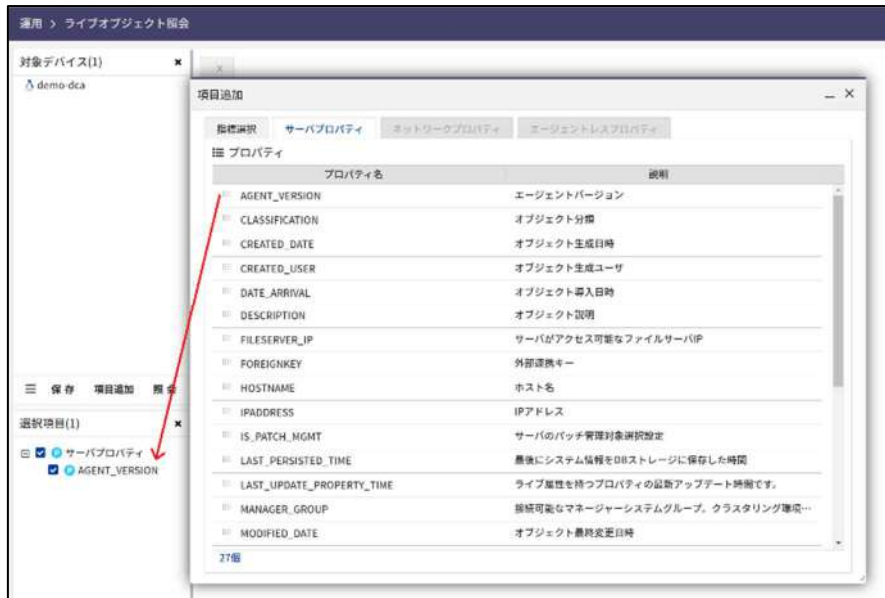 運用 > ライブオブジェクト照会
対象デバイス(1)
demo-dca
項目追加
指標選択 サーバプロパティ ネットワークプロパティ エージェントレスプロパティ
プロパティ
プロパティ名 説明
AGENT_VERSION エージェントバージョン
CLASSIFICATION オブジェクト分類
CREATED_DATE オブジェクト生成日時
CREATED_USER オブジェクト生成ユーザ
DATE_ARRIVAL オブジェクト導入日時
DESCRIPTION オブジェクト説明
FILESERVER_IP サーバがアクセス可能なファイルサーバIP
FOREIGNKEY 外部連携キー
HOSTNAME ホスト名
IPADDRESS IPアドレス
IS_PATCH_MGMT サーバのパッチ管理対象選択設定
LAST_PERSISTED_TIME 最後にシステム情報をDBストレージに保存した時間
LAST_UPDATE_PROPERTY_TIME ライブ属性を持つプロパティの最新アップデート時間です。
MANAGER_GROUP 接続可能なマネージャーシステムグループ。クラスタリング環境…
MODIFIED_DATE オブジェクト最終変更日時
27個
保存 項目追加 照会
選択項目(1)
サーバプロパティ
AGENT_VERSION